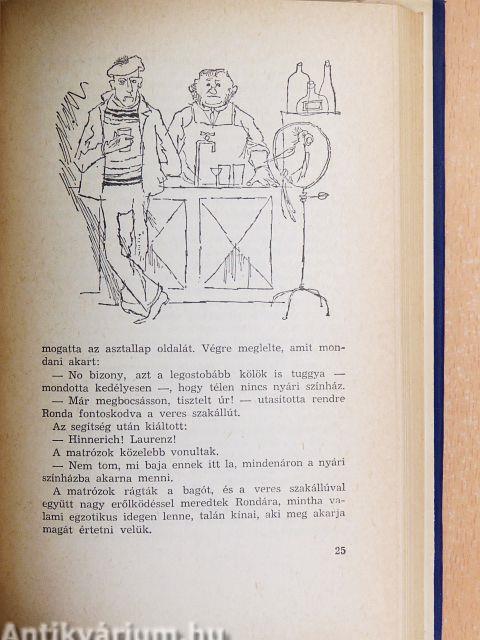 mogatta az asztallap oldalát. Végre meglelte, amit mon-
dani akart:
— No bizony, azt a legostobább kölök is tuggya —
mondotta kedélyesen —, hogy télen nincs nyári színház.
— Már megbocsásson, tisztelt úr! — utasította rendre
Ronda fontoskodva a veres szakállút.
Az segítség után kiáltott:
— Hinnerich! Laurenz!
A matrózok közelebb vonultak.
— Nem tom, mi baja ennek itt la, mindenáron a nyári
színházba akarna menni.
A matrózok rágták a bagót, és a veres szakállúval
együtt nagy erőlködéssel meredtek Rondára, mintha va-
lami egzotikus idegen lenne, talán kínai, aki meg akarja
magát értetni velük.
25
Antikvárium.hu